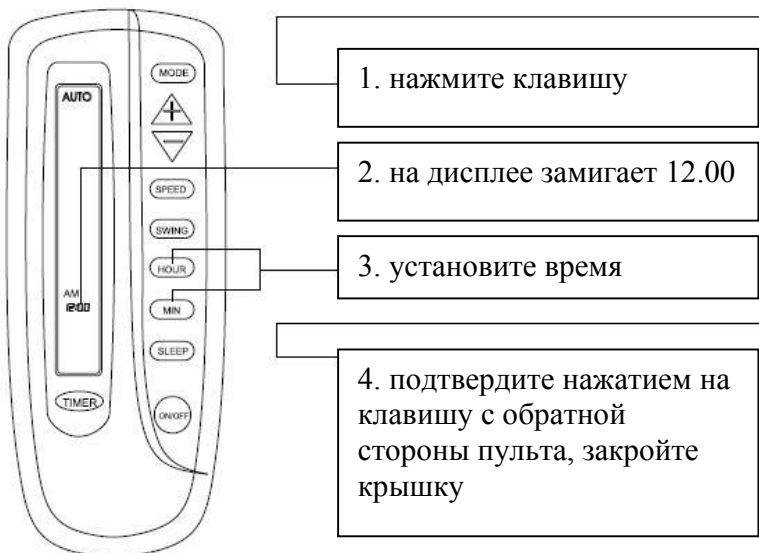 AUTO
AM
12:00
TIMER
MODE
+
−
SPEED
SWING
HOUR
MIN
SLEEP
ON/OFF
1. нажмите клавишу
2. на дисплее замигает 12.00
3. установите время
4. подтвердите нажатием на
клавишу с обратной
стороны пульта, закройте
крышку